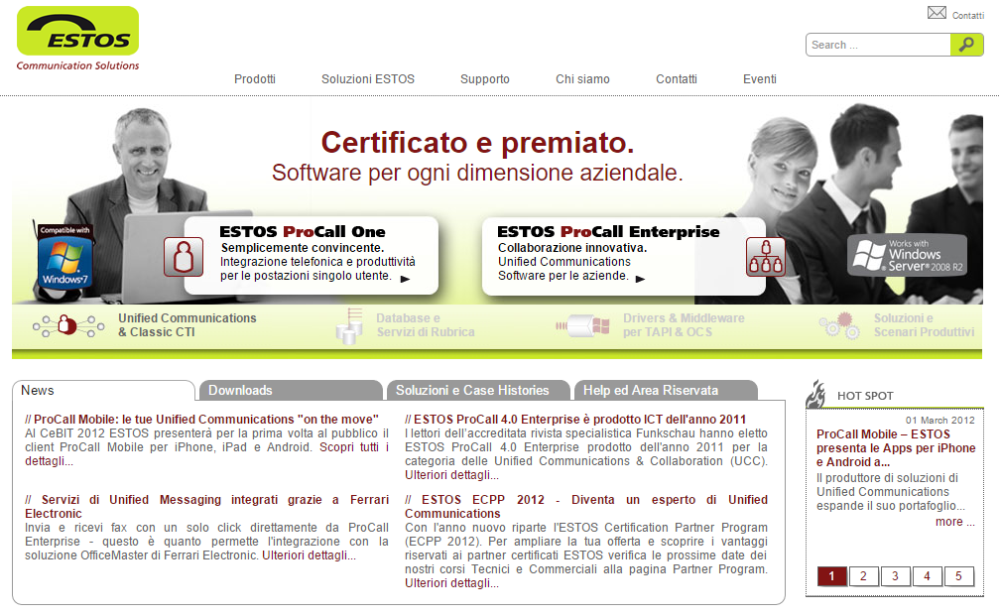 ESTOS
Communication Solutions
Contatti
Search ...
Prodotti
Soluzioni ESTOS
Supporto
Chi siamo
Contatti
Eventi
Certificato e premiato.
Software per ogni dimensione aziendale.
Compatible with
Windows 7
ESTOS ProCall One
Semplicemente convincente.
Integrazione telefonica e produttività
per le postazioni singolo utente.
ESTOS ProCall Enterprise
Collaborazione innovativa.
Unified Communications
Software per le aziende.
Works with
Windows
Server 2008 R2
Unified Communications
& Classic CTI
Database e
Servizi di Rubrica
Drivers & Middleware
per TAPI & OCS
Soluzioni e
Scenari Produttivi
News
Downloads
Soluzioni e Case Histories
Help ed Area Riservata
// ProCall Mobile: le tue Unified Communications "on the move"
Al CeBIT 2012 ESTOS presenterà per la prima volta al pubblico il
client ProCall Mobile per iPhone, iPad e Android. Scopri tutti i
dettagli...
// Servizi di Unified Messaging integrati grazie a Ferrari
Electronic
Invia e ricevi fax con un solo click direttamente da ProCall
Enterprise - questo è quanto permette l'integrazione con la
soluzione OfficeMaster di Ferrari Electronic. Ulteriori dettagli...
// ESTOS ProCall 4.0 Enterprise è prodotto ICT dell'anno 2011
I lettori dell'accreditata rivista specialistica Funkschau hanno eletto
ESTOS ProCall 4.0 Enterprise prodotto dell'anno 2011 per la
categoria delle Unified Communications & Collaboration (UCC).
Ulteriori dettagli...
// ESTOS ECPP 2012 - Diventa un esperto di Unified
Communications
Con l'anno nuovo riparte l'ESTOS Certification Partner Program
(ECPP 2012). Per ampliare la tua offerta e scoprire i vantaggi
riservati ai partner certificati ESTOS verifica le prossime date dei
nostri corsi Tecnici e Commerciali alla pagina Partner Program.
Ulteriori dettagli...
HOT SPOT
01 March 2012
ProCall Mobile – ESTOS
presenta le Apps per iPhone
e Android a...
Il produttore di soluzioni di
Unified Communications
espande il suo portafoglio...
more ...
1 2 3 4 5